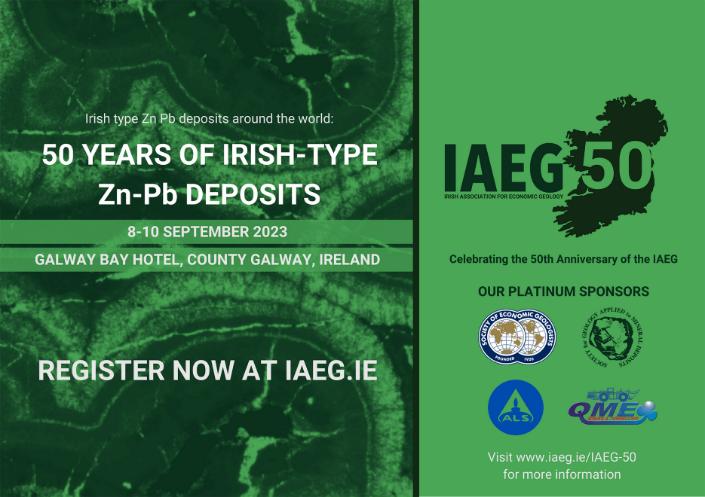 Irish type Zn Pb deposits around the world:
50 YEARS OF IRISH-TYPE
Zn-Pb DEPOSITS
8-10 SEPTEMBER 2023
GALWAY BAY HOTEL, COUNTY GALWAY, IRELAND
REGISTER NOW AT IAEG.IE
IAEG 50
IRISH ASSOCIATION FOR ECONOMIC GEOLOGY
Celebrating the 50th Anniversary of the IAEG
OUR PLATINUM SPONSORS
SOCIETY OF ECONOMIC GEOLOGISTS
FOUNDED 1920
SOCIETY for GEOLOGY APPLIED to MINERAL DEPOSITS
ALS
QME
Visit www.iaeg.ie/IAEG-50
for more information